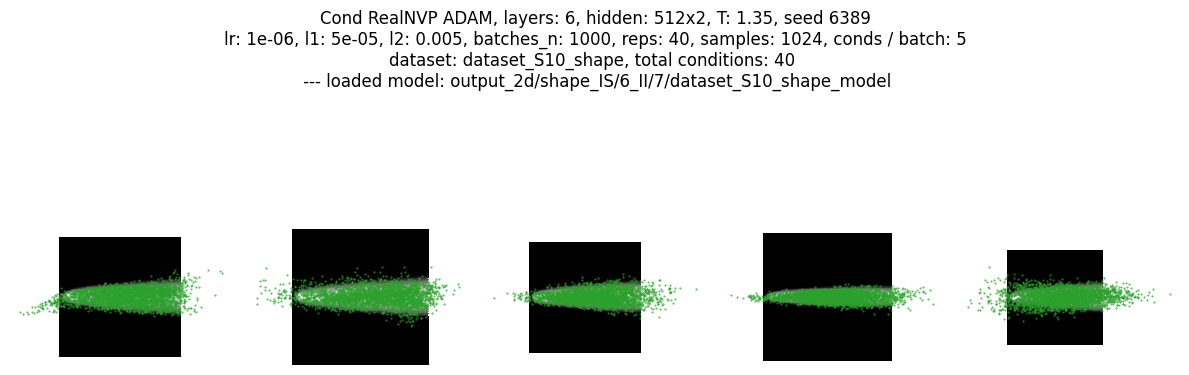 Cond RealNVP ADAM, layers: 6, hidden: 512x2, T: 1.35, seed 6389
lr: 1e-06, l1: 5e-05, l2: 0.005, batches_n: 1000, reps: 40, samples: 1024, conds / batch: 5
dataset: dataset_S10_shape, total conditions: 40
--- loaded model: output_2d/shape_IS/6_II/7/dataset_S10_shape_model